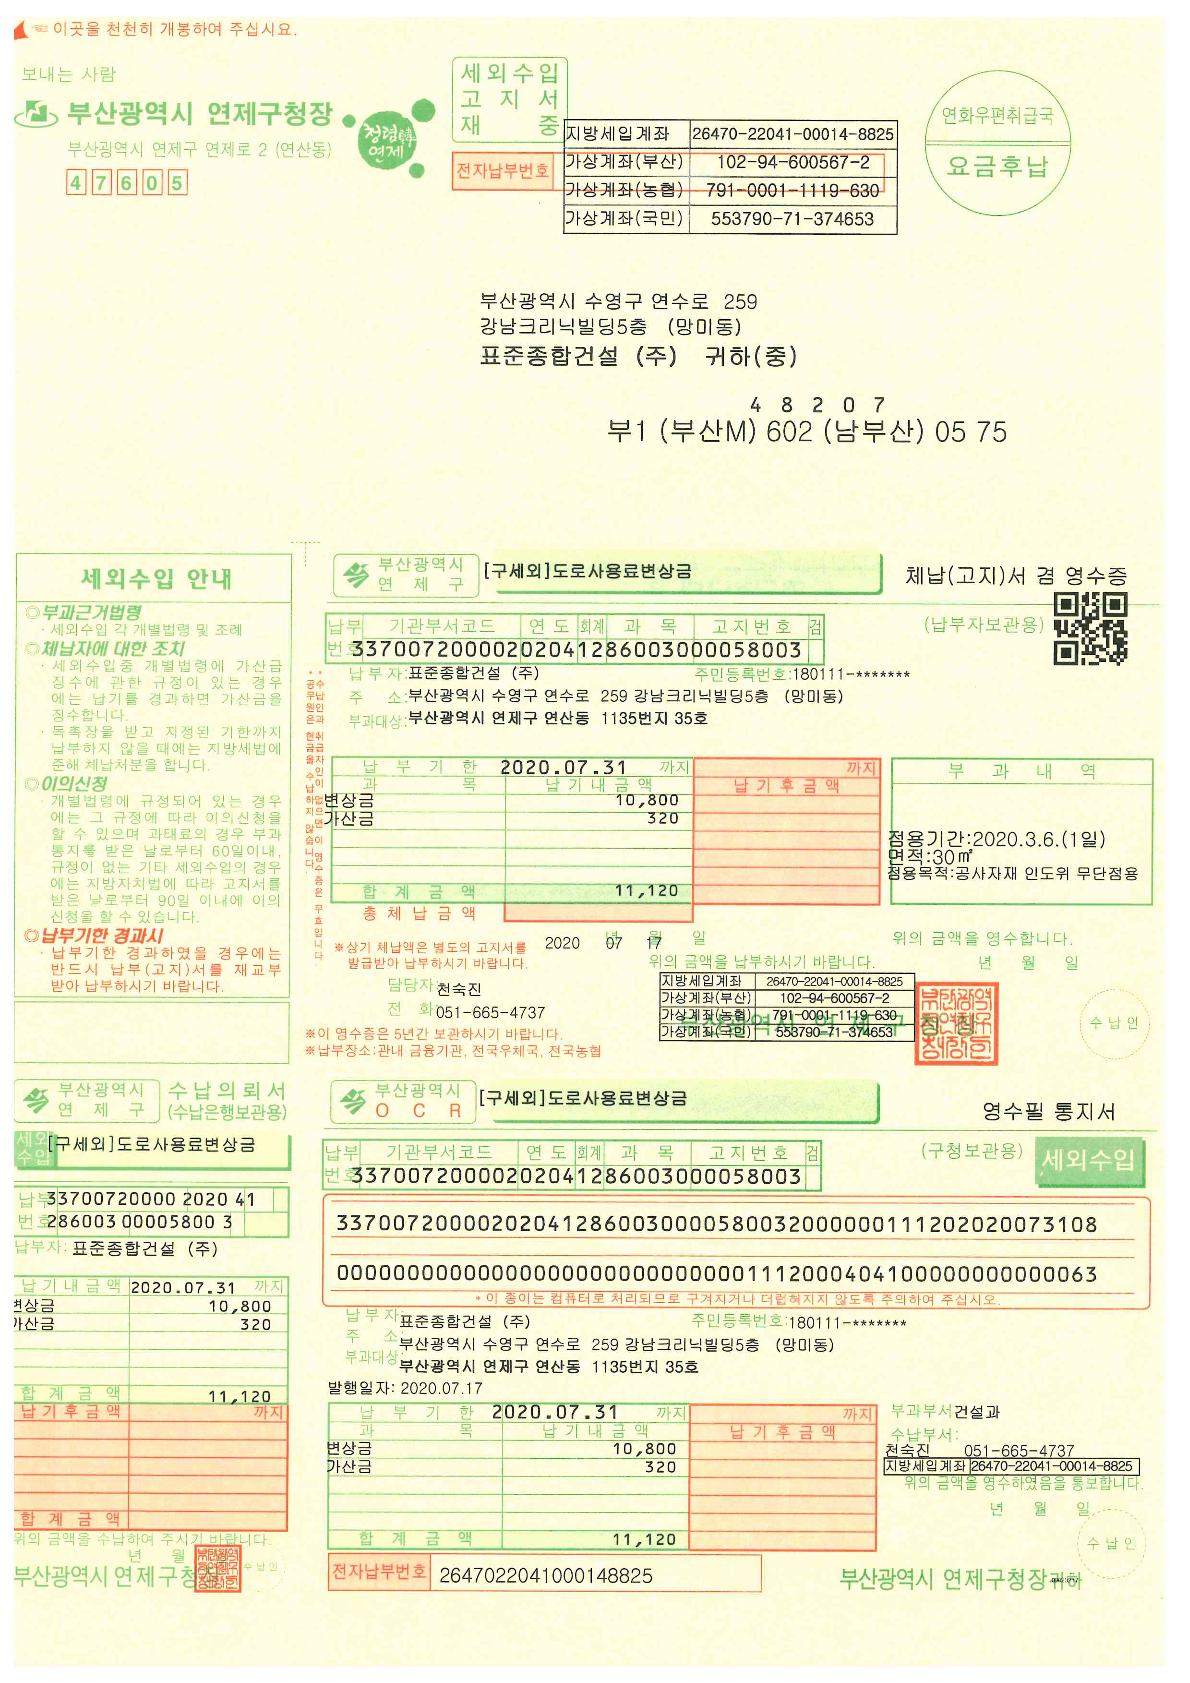 ☜ 이곳을 천천히 개봉하여 주십시요.
보내는 사람
부산광역시 연제구청장
부산광역시 연제구 연제로 2 (연산동)
47605
청렴
연제
세외수입
고지서
재중
전자납부번호
지방세입계좌 26470-22041-00014-8825
가상계좌(부산) 102-94-600567-2
가상계좌(농협) 791-0001-1119-630
가상계좌(국민) 553790-71-374653
연화우편취급국
요금후납
부산광역시 수영구 연수로 259
강남크리닉빌딩5층 (망미동)
표준종합건설 (주) 귀하(중)
4 8 2 0 7
부1 (부산M) 602 (남부산) 05 75
세외수입 안내
◎부과근거법령
· 세외수입 각 개별법령 및 조례
◎체납자에 대한 조치
· 세외수입중 개별법령에 가산금
징수에 관한 규정이 있는 경우
에는 납기를 경과하면 가산금을
징수합니다.
· 독촉장을 받고 지정된 기한까지
납부하지 않을 때에는 지방세법에
준해 체납처분을 합니다.
◎이의신청
· 개별법령에 규정되어 있는 경우
에는 그 규정에 따라 이의신청을
할 수 있으며 과태료의 경우 부과
통지를 받은 날로부터 60일이내,
규정이 없는 기타 세외수입의 경우
에는 지방자치법에 따라 고지서를
받은 날로부터 90일 이내에 이의
신청을 할 수 있습니다.
◎납부기한 경과시
· 납부기한 경과하였을 경우에는
반드시 납부(고지)서를 재교부
받아 납부하시기 바랍니다.
부산광역시
연제구
[구세외]도로사용료변상금
체납(고지)서 겸 영수증
(납부자보관용)
납부번호 기관부서코드 연도 회계 과목 고지번호 검
3370072000020204128600300005800​3
납부자:표준종합건설 (주) 주민등록번호:180111-*******
주 소:부산광역시 수영구 연수로 259 강남크리닉빌딩5층 (망미동)
부과대상:부산광역시 연제구 연산동 1135번지 35호
납부기한 2020.07.31 까지 까지
과 목 납기내금액 납기후금액
변상금 10,800
가산금 320
합계금액 11,120
총체납금액
부과내역
점용기간:2020.3.6.(1일)
면적:30㎡
점용목적:공사자재 인도위 무단점용
※상기 체납액은 별도의 고지서를
발급받아 납부하시기 바랍니다.
2020 년 07 월 17 일
위의 금액을 납부하시기 바랍니다.
위의 금액을 영수합니다.
년 월 일
담당자:천숙진
전 화:051-665-4737
지방세입계좌 26470-22041-00014-8825
가상계좌(부산) 102-94-600567-2
가상계좌(농협) 791-0001-1119-630
가상계좌(국민) 553790-71-374653
부산광역시 연제구청장
수납인
※이 영수증은 5년간 보관하시기 바랍니다.
※납부장소:관내 금융기관, 전국우체국, 전국농협
부산광역시
연제구
수납의뢰서
(수납은행보관용)
세외수입
[구세외]도로사용료변상금
납부번호
33700720000 2020 41
286003 00005800 3
납부자: 표준종합건설 (주)
납기내금액 2020.07.31 까지
변상금 10,800
가산금 320
합계금액 11,120
납기후금액 까지
합계금액
위의 금액을 수납하여 주시기 바랍니다.
년 월
부산광역시 연제구청장
수납인
부산광역시
OCR
[구세외]도로사용료변상금
영수필 통지서
(구청보관용)
세외수입
납부번호 기관부서코드 연도 회계 과목 고지번호 검
33700720000202041286003000058003
337007200002020412860030000580032000000111202020073108
000000000000000000000000000001112000404100000000000063
* 이 종이는 컴퓨터로 처리되므로 구겨지거나 더럽혀지지 않도록 주의하여 주십시오.
납부자:표준종합건설 (주) 주민등록번호:180111-*******
주 소:부산광역시 수영구 연수로 259 강남크리닉빌딩5층 (망미동)
부과대상:부산광역시 연제구 연산동 1135번지 35호
발행일자: 2020.07.17
납부기한 2020.07.31 까지 까지
과 목 납기내금액 납기후금액
변상금 10,800
가산금 320
합계금액 11,120
부과부서건설과
수납부서:
천숙진 051-665-4737
지방세입계좌 26470-22041-00014-8825
위의 금액을 영수하였음을 통보합니다.
년 월 일
수납인
전자납부번호 2647022041000148825
부산광역시 연제구청장귀하